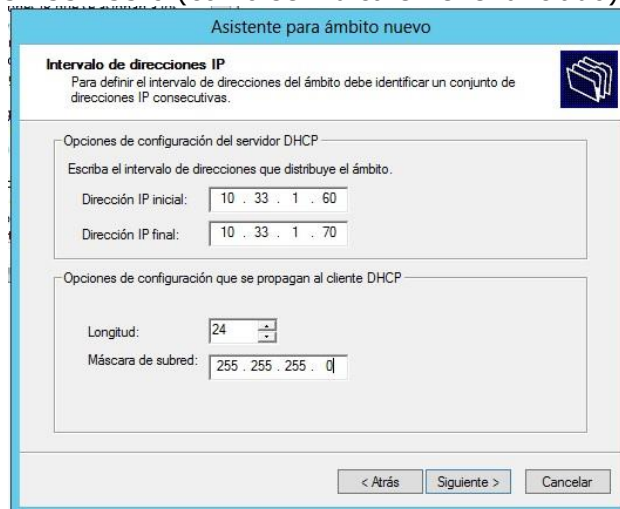 Asistente para ámbito nuevo
Intervalo de direcciones IP
Para definir el intervalo de direcciones del ámbito debe identificar un conjunto de
direcciones IP consecutivas.
Opciones de configuración del servidor DHCP
Escriba el intervalo de direcciones que distribuye el ámbito.
Dirección IP inicial: 10 . 33 . 1 . 60
Dirección IP final: 10 . 33 . 1 . 70
Opciones de configuración que se propagan al cliente DHCP
Longitud: 24
Máscara de subred: 255 . 255 . 255 . 0
< Atrás Siguiente > Cancelar